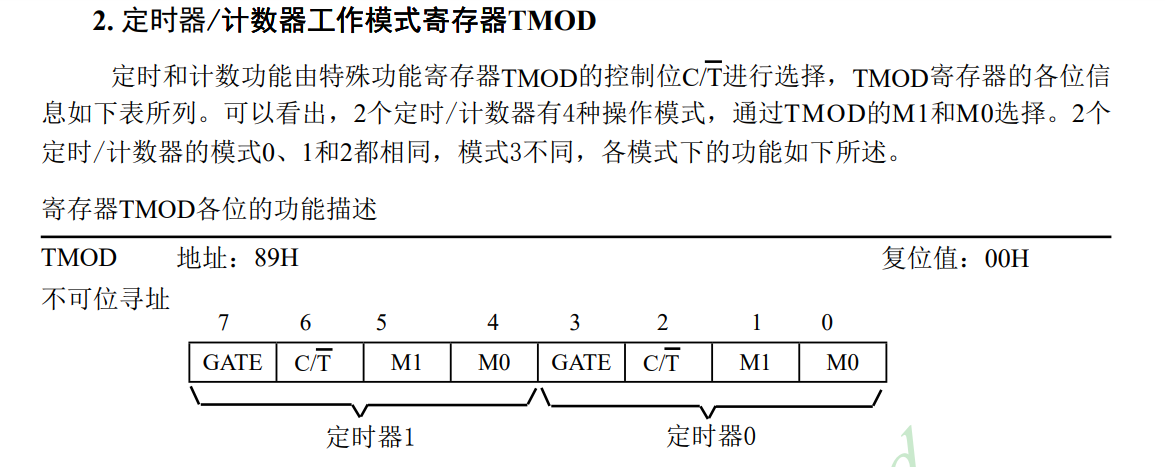 2. 定时器/计数器工作模式寄存器TMOD
定时和计数功能由特殊功能寄存器TMOD的控制位C/T̅进行选择，TMOD寄存器的各位信
息如下表所列。可以看出，2个定时/计数器有4种操作模式，通过TMOD的M1和M0选择。2个
定时/计数器的模式0、1和2都相同，模式3不同，各模式下的功能如下所述。
寄存器TMOD各位的功能描述
TMOD 地址：89H 复位值：00H
不可位寻址
7 6 5 4 3 2 1 0
GATE C/T̅ M1 M0 GATE C/T̅ M1 M0
定时器1 定时器0